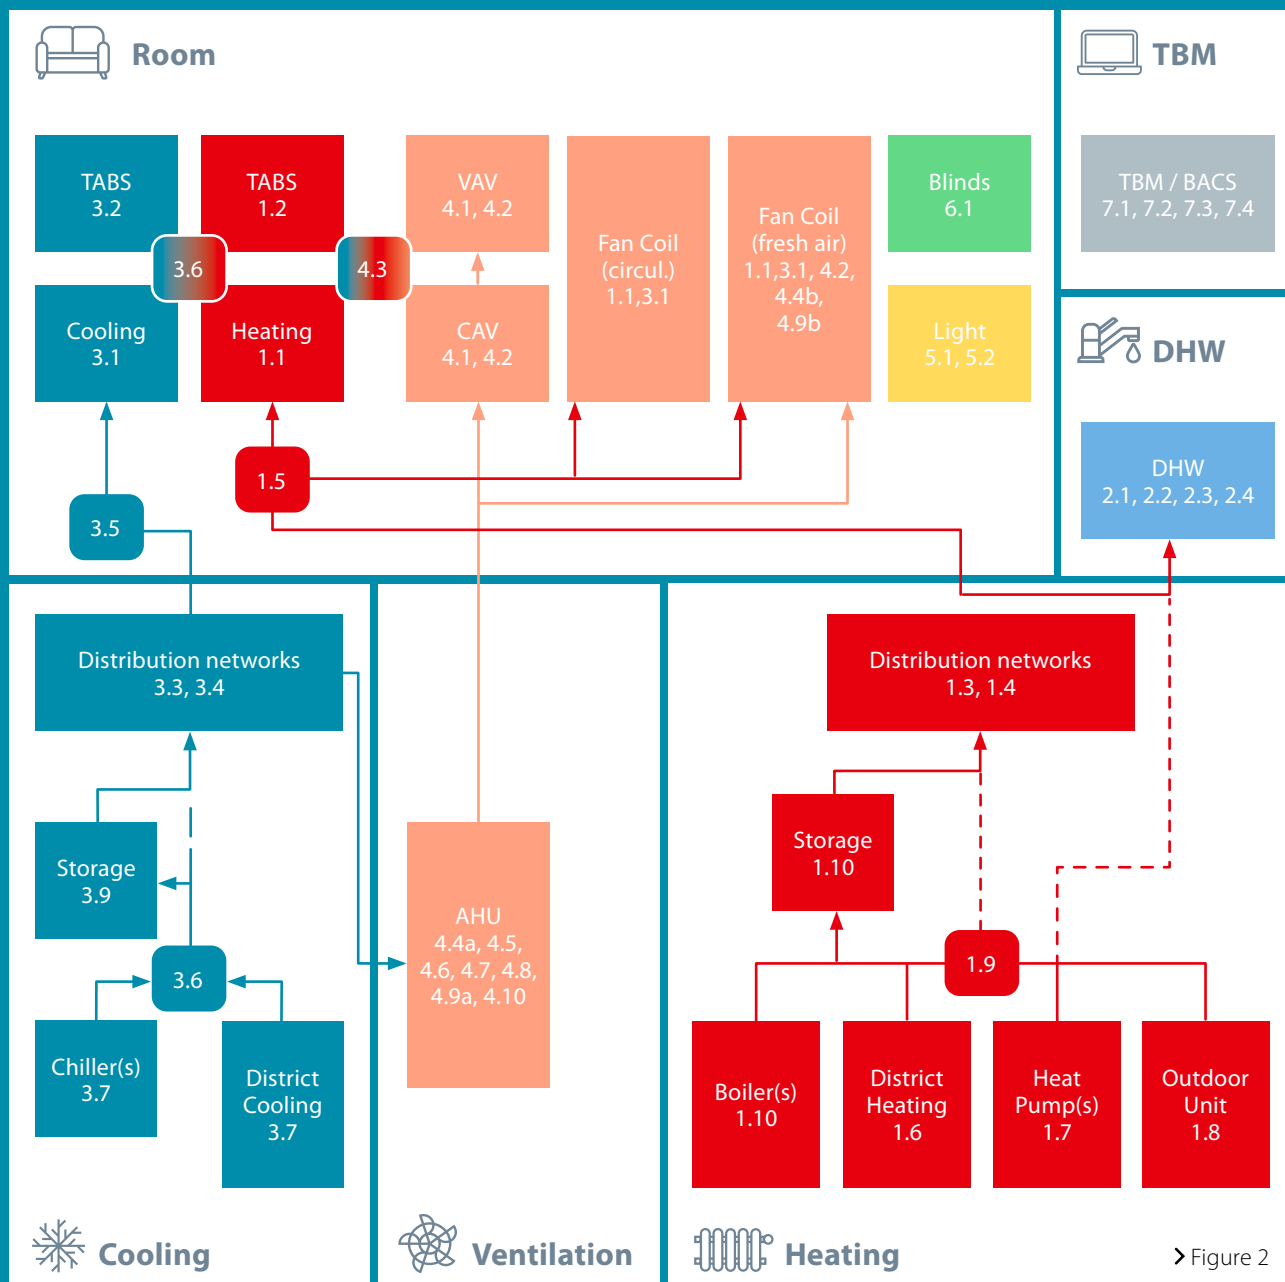 Room
TABS
3.2
TABS
1.2
VAV
4.1, 4.2
Fan Coil
(circul.)
1.1,3.1
Fan Coil
(fresh air)
1.1,3.1, 4.2,
4.4b,
4.9b
Blinds
6.1
3.6
4.3
Cooling
3.1
Heating
1.1
CAV
4.1, 4.2
Light
5.1, 5.2
1.5
3.5
TBM
TBM / BACS
7.1, 7.2, 7.3, 7.4
DHW
DHW
2.1, 2.2, 2.3, 2.4
Distribution networks
3.3, 3.4
Storage
3.9
3.6
Chiller(s)
3.7
District
Cooling
3.7
Cooling
AHU
4.4a, 4.5,
4.6, 4.7, 4.8,
4.9a, 4.10
Ventilation
Distribution networks
1.3, 1.4
Storage
1.10
1.9
Boiler(s)
1.10
District
Heating
1.6
Heat
Pump(s)
1.7
Outdoor
Unit
1.8
Heating
> Figure 2